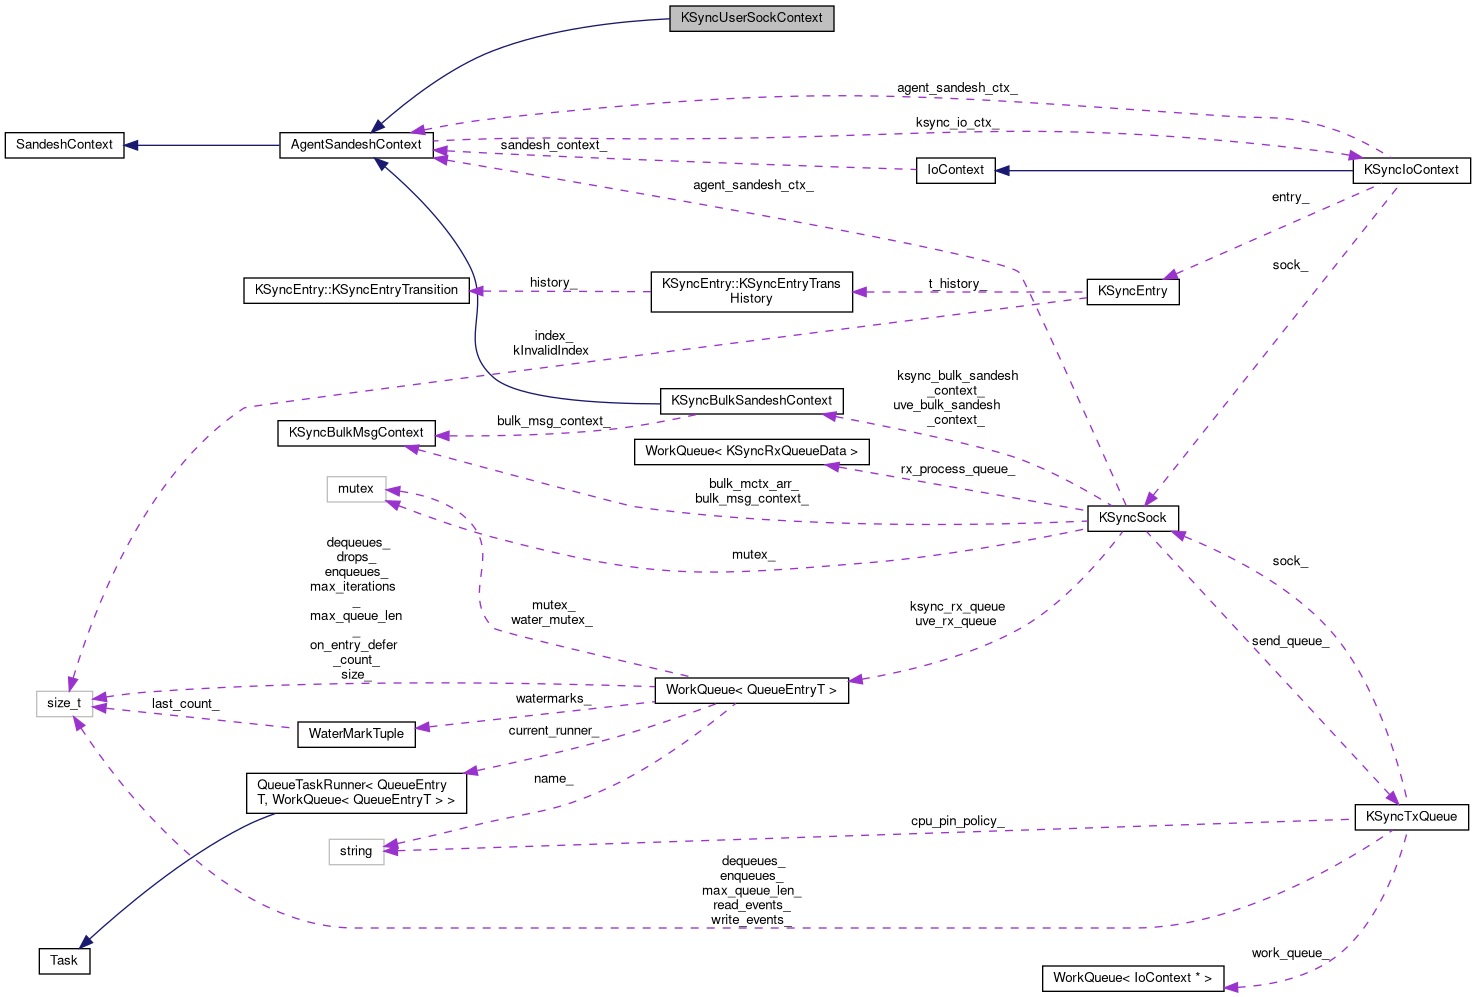 KSyncUserSockContext
agent_sandesh_ctx_
ksync_io_ctx_
SandeshContext
AgentSandeshContext
sandesh_context_
IoContext
KSyncIoContext
agent_sandesh_ctx_
entry_
sock_
KSyncEntry::KSyncEntryTransition
history_
KSyncEntry::KSyncEntryTrans
History
t_history_
KSyncEntry
index_
kInvalidIndex
ksync_bulk_sandesh
_context_
uve_bulk_sandesh
_context_
KSyncBulkSandeshContext
bulk_msg_context_
KSyncBulkMsgContext
WorkQueue< KSyncRxQueueData >
rx_process_queue_
mutex
bulk_mctx_arr_
bulk_msg_context_
KSyncSock
mutex_
dequeues_
drops_
enqueues_
max_iterations
_
max_queue_len
_
on_entry_defer
_count_
size_
mutex_
water_mutex_
ksync_rx_queue
uve_rx_queue
sock_
send_queue_
size_t
last_count_
WorkQueue< QueueEntryT >
watermarks_
WaterMarkTuple
current_runner_
QueueTaskRunner< QueueEntry
T, WorkQueue< QueueEntryT > >
name_
string
cpu_pin_policy_
KSyncTxQueue
dequeues_
enqueues_
max_queue_len_
read_events_
write_events_
Task
work_queue_
WorkQueue< IoContext * >